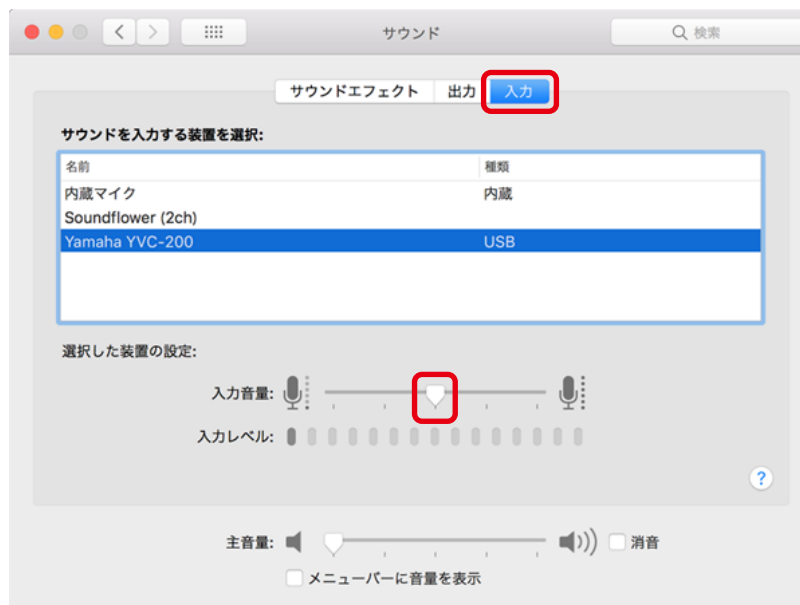 サウンド
検索
サウンドエフェクト 出力 入力
サウンドを入力する装置を選択:
名前 種類
内蔵マイク 内蔵
Soundflower (2ch)
Yamaha YVC-200 USB
選択した装置の設定:
入力音量:
入力レベル:
?
主音量: 消音
メニューバーに音量を表示